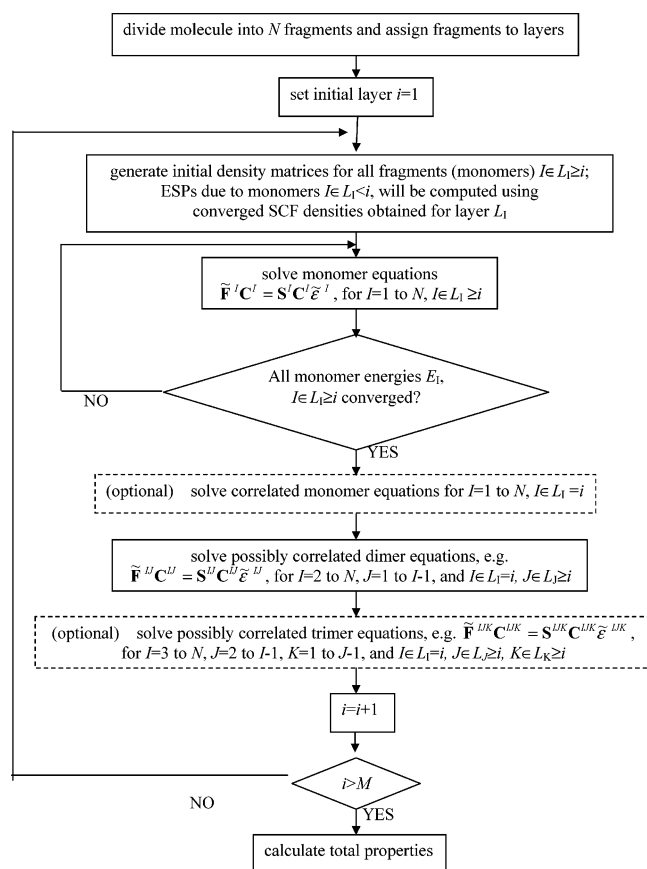 divide molecule into N fragments and assign fragments to layers
set initial layer i=1
generate initial density matrices for all fragments (monomers) I∈L_I≥i;
ESPs due to monomers I∈L_I<i, will be computed using
converged SCF densities obtained for layer L_I
solve monomer equations
F̃^I C^I = S^I C^I ε̃^I , for I=1 to N, I∈L_I ≥i
All monomer energies E_I,
I∈L_I≥i converged?
NO
YES
(optional) solve correlated monomer equations for I=1 to N, I∈L_I =i
solve possibly correlated dimer equations, e.g.
F̃^IJ C^IJ = S^IJ C^IJ ε̃^IJ , for I=2 to N, J=1 to I-1, and I∈L_I=i, J∈L_J≥i
(optional) solve possibly correlated trimer equations, e.g. F̃^IJK C^IJK = S^IJK C^IJK ε̃^IJK ,
for I=3 to N, J=2 to I-1, K=1 to J-1, and I∈L_I=i, J∈L_J≥i, K∈L_K≥i
i=i+1
i>M
NO
YES
calculate total properties